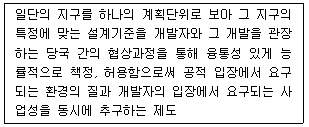 일단의 지구를 하나의 계획단위로 보아 그 지구의
특정에 맞는 설계기준을 개발자와 그 개발을 관장
하는 당국 간의 협상과정을 통해 융통성 있게 능
률적으로 책정, 허용함으로써 공적 입장에서 요구
되는 환경의 질과 개발자의 입장에서 요구되는 사
업성을 동시에 추구하는 제도